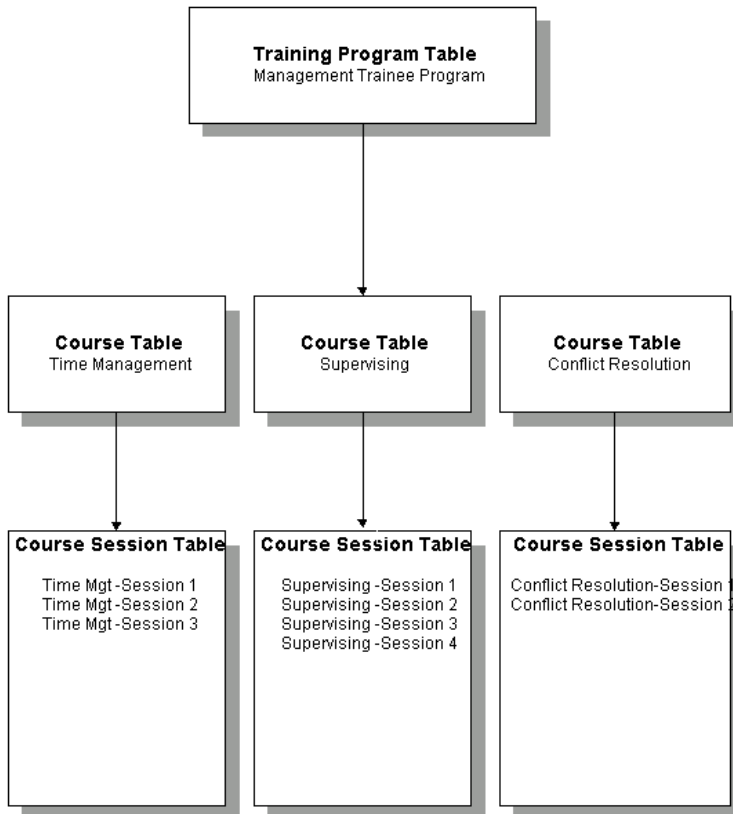 Training Program Table
Management Trainee Program
Course Table
Time Management
Course Table
Supervising
Course Table
Conflict Resolution
Course Session Table
Time Mgt-Session 1
Time Mgt-Session 2
Time Mgt-Session 3
Course Session Table
Supervising-Session 1
Supervising-Session 2
Supervising-Session 3
Supervising-Session 4
Course Session Table
Conflict Resolution-Session 1
Conflict Resolution-Session 2